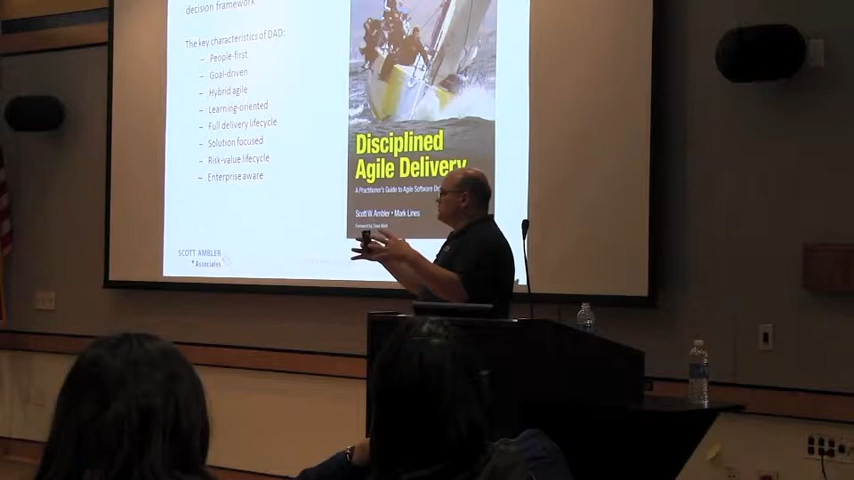 decision framework
The key characteristics of DAD:
– People-first
– Goal-driven
– Hybrid agile
– Learning-oriented
– Full delivery lifecycle
– Solution focused
– Risk-value lifecycle
– Enterprise aware
SCOTT AMBLER
+ Associates
Disciplined
Agile Delivery
A Practitioner's Guide to Agile Software
Scott W. Ambler • Mark Lines